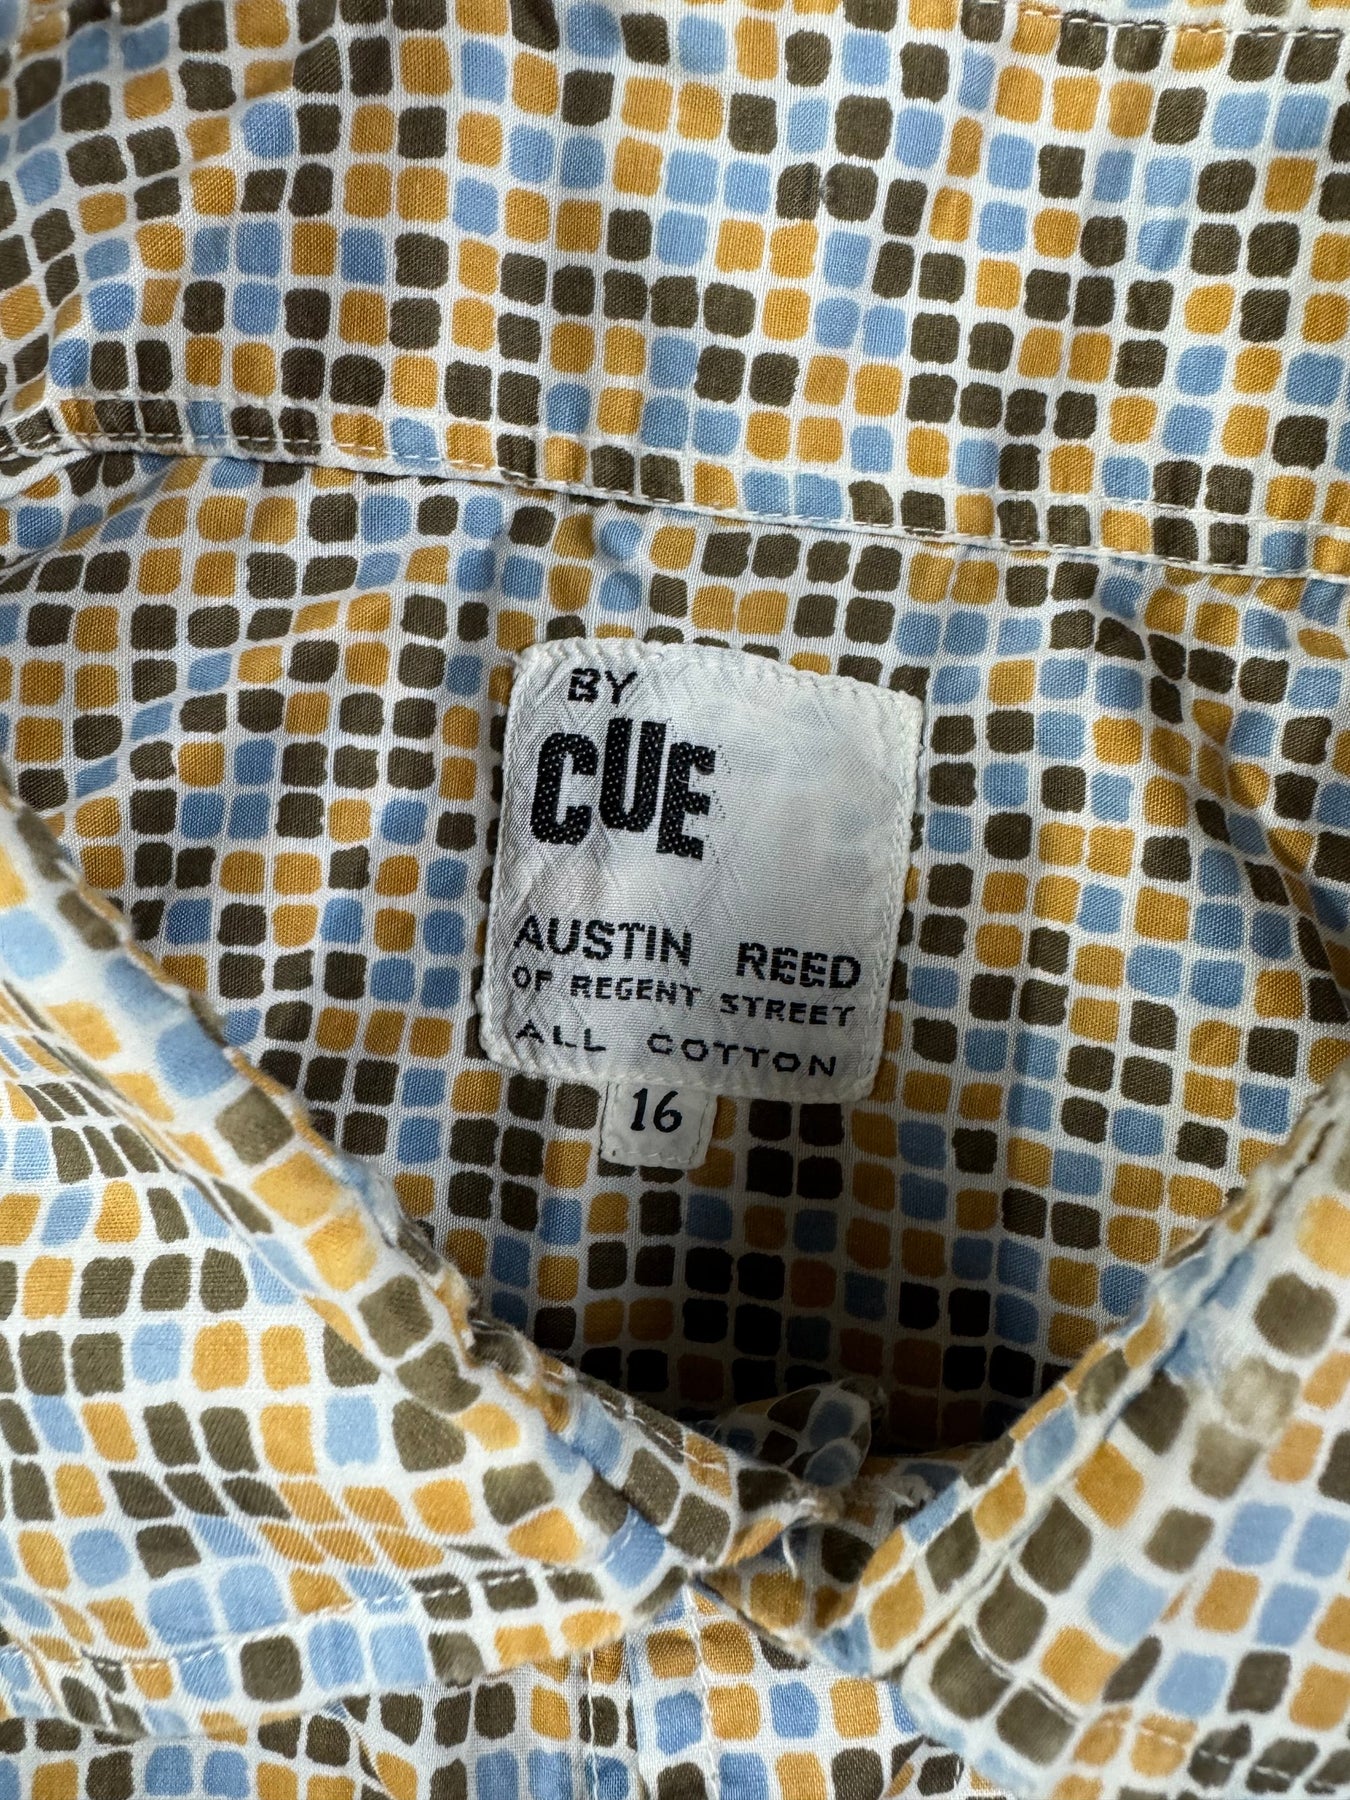 BY
CUE
AUSTIN REED
OF REGENT STREET
ALL COTTON
16